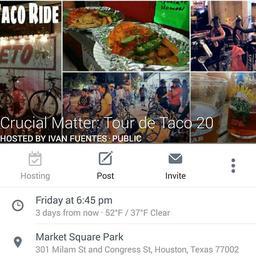 TACO RIDE
Crucial Matter: Tour de Taco 20
HOSTED BY IVAN FUENTES · PUBLIC
Hosting
Post
Invite
Friday at 6:45 pm
3 days from now · 52°F / 37°F Clear
Market Square Park
301 Milam St and Congress St, Houston, Texas 77002